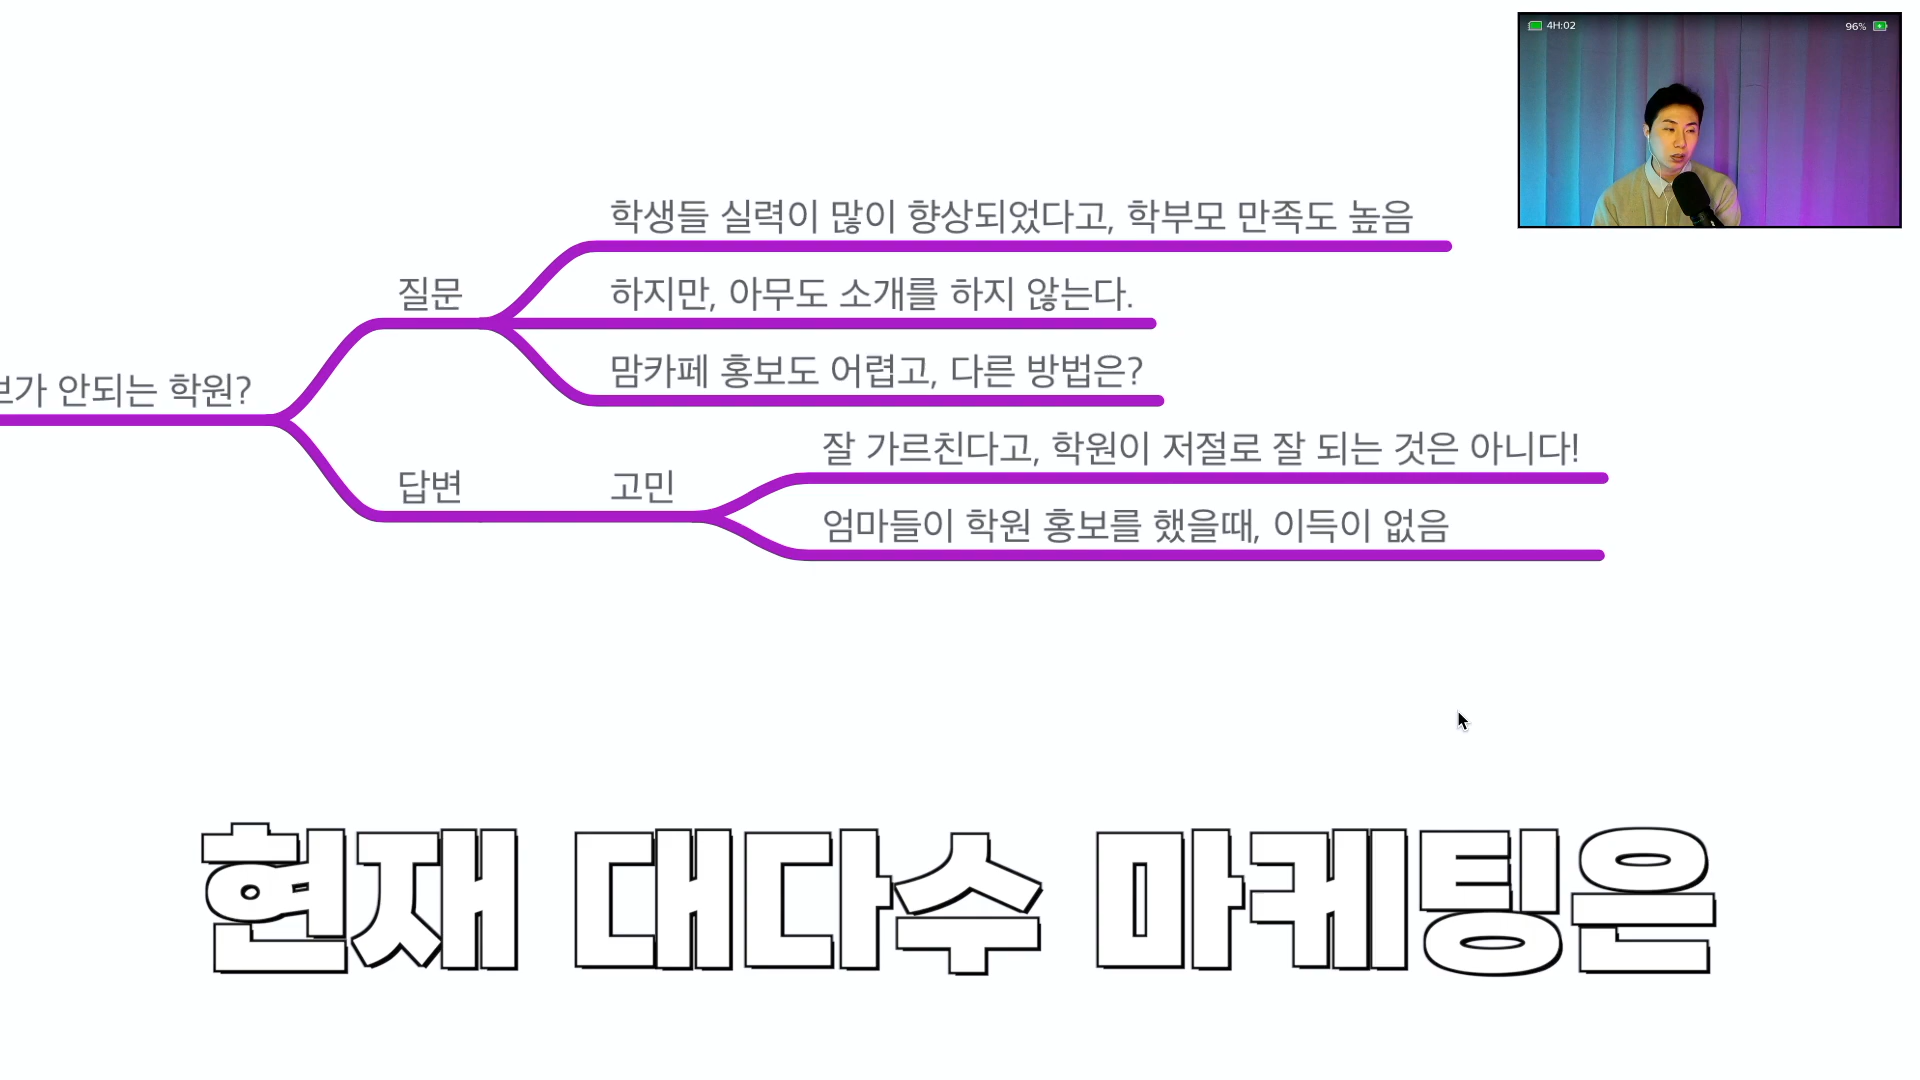 4H:02
96%
학생들 실력이 많이 향상되었다고, 학부모 만족도 높음
질문
하지만, 아무도 소개를 하지 않는다.
맘카페 홍보도 어렵고, 다른 방법은?
안되는 학원?
잘 가르친다고, 학원이 저절로 잘 되는 것은 아니다!
답변
고민
엄마들이 학원 홍보를 했을때, 이득이 없음
현재 대다수 마케팅은